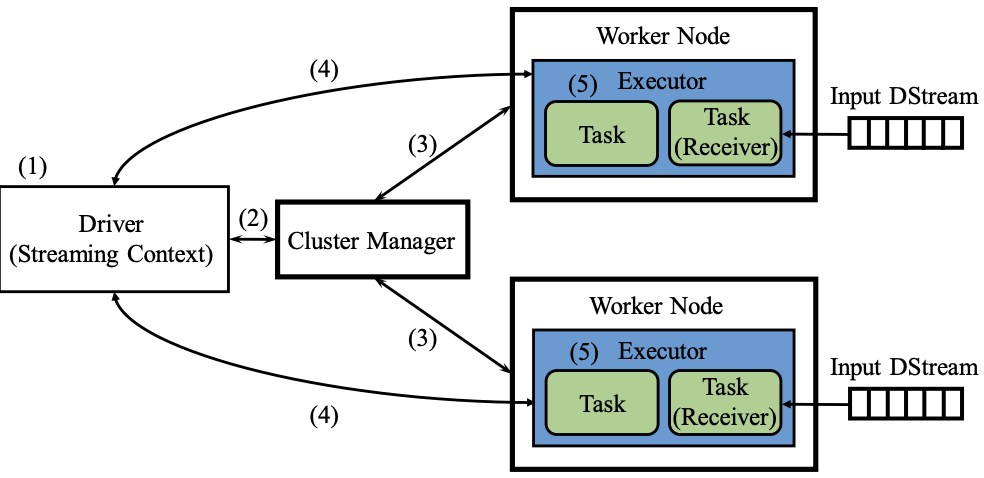 Worker Node
(4)
(5) Executor
Input DStream
Task
Task
(Receiver)
(3)
(1)
Driver
(Streaming Context)
(2)
Cluster Manager
Worker Node
(3)
(5) Executor
Input DStream
Task
Task
(Receiver)
(4)